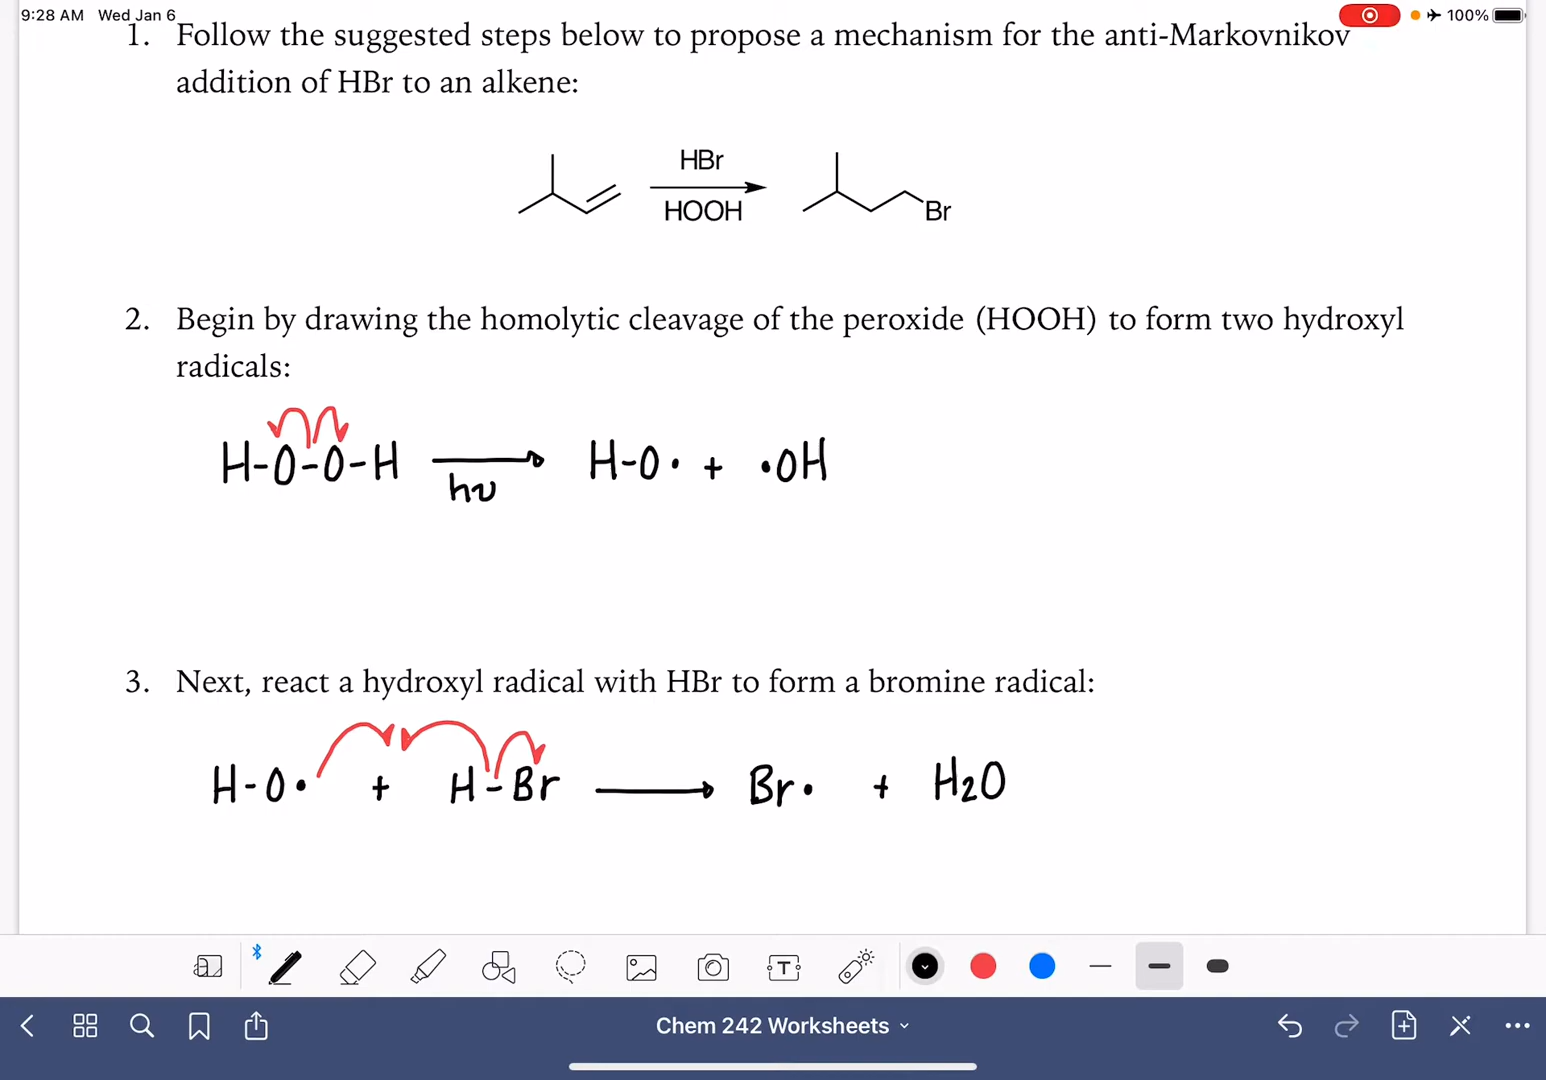 9:28 AM Wed Jan 6
100%
1. Follow the suggested steps below to propose a mechanism for the anti-Markovnikov
addition of HBr to an alkene:
HBr
HOOH
Br
2. Begin by drawing the homolytic cleavage of the peroxide (HOOH) to form two hydroxyl
radicals:
H-O-O-H ⟶ H-O· + ·OH
hν
3. Next, react a hydroxyl radical with HBr to form a bromine radical:
H-O· + H-Br ⟶ Br· + H2O
T
Chem 242 Worksheets